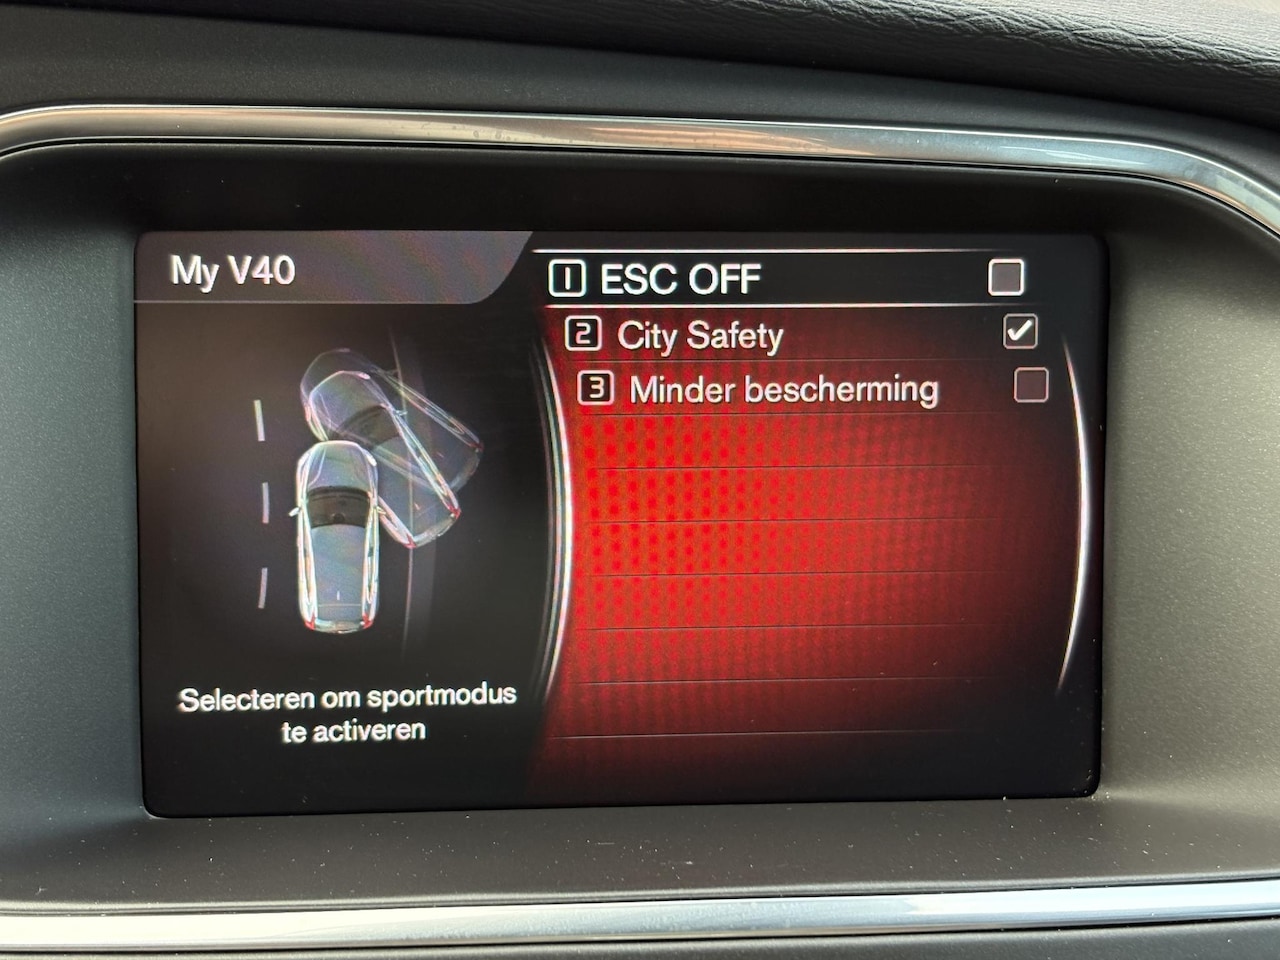 My V40
1 ESC OFF
2 City Safety
3 Minder bescherming
Selecteren om sportmodus
te activeren